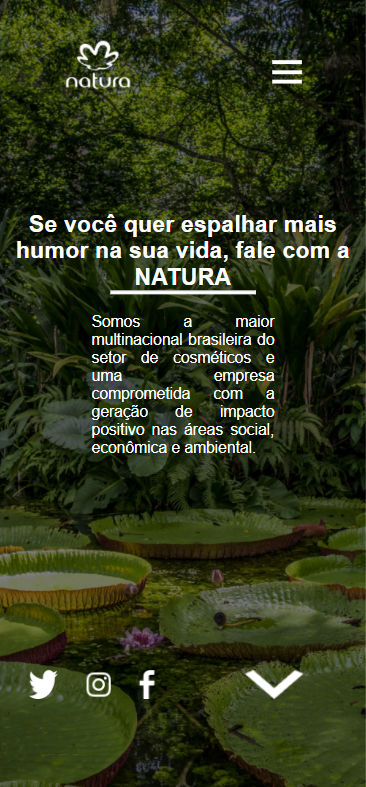 natura
Se você quer espalhar mais
humor na sua vida, fale com a
NATURA
Somos a maior
multinacional brasileira do
setor de cosméticos e
uma empresa
comprometida com a
geração de impacto
positivo nas áreas social,
econômica e ambiental.